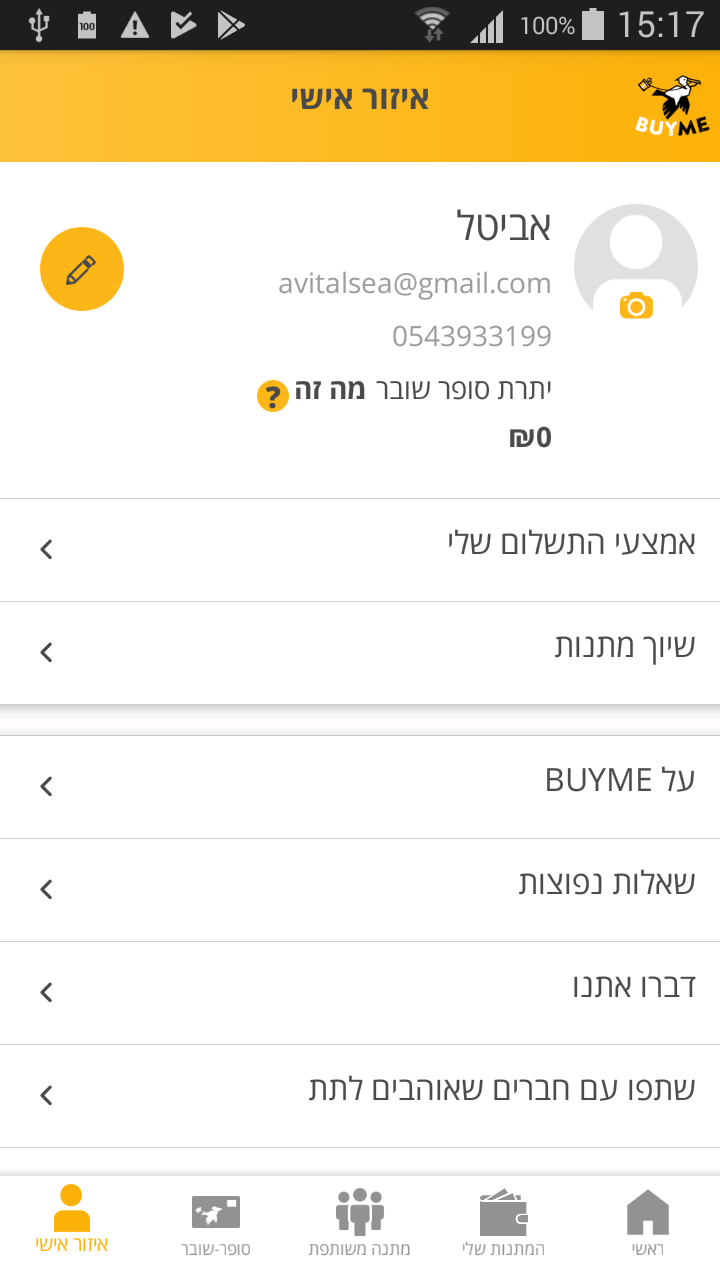 100% 15:17
100
איזור אישי
BUYME
אביטל
avitalsea@gmail.com
0543933199
יתרת סופר שובר מה זה ?
₪0
אמצעי התשלום שלי
שיוך מתנות
על BUYME
שאלות נפוצות
דברו אתנו
שתפו עם חברים שאוהבים לתת
ראשי
המתנות שלי
מתנה משותפת
סופר-שובר
איזור אישי